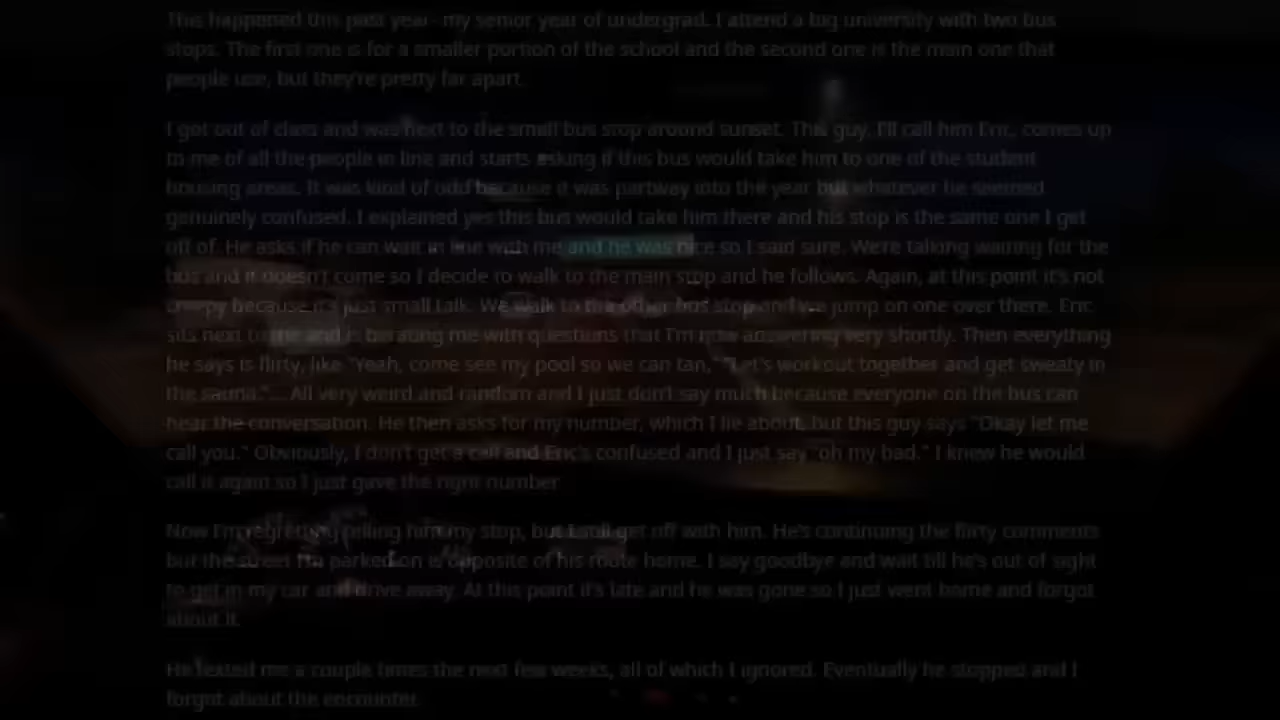 This happened this past year - my senior year of undergrad. I attend a big university with two bus
stops. The first one is for a smaller portion of the school and the second one is the main one that
people use, but they're pretty far apart.
I got out of class and was next to the small bus stop around sunset. This guy, I'll call him Eric, comes up
to me of all the people in line and starts asking if this bus would take him to one of the student
housing areas. It was kind of odd because it was partway into the year but whatever he seemed
genuinely confused. I explained yes this bus would take him there and his stop is the same one I get
off of. He asks if he can wait in line with me and he was nice so I said sure. We're talking waiting for the
bus and it doesn't come so I decide to walk to the main stop and he follows. Again, at this point it's not
creepy because it's just small talk. We walk to the other bus stop and we jump on one over there. Eric
sits next to me and is berating me with questions that I'm now answering very shortly. Then everything
he says is flirty, like "Yeah, come see my pool so we can tan," "Let's workout together and get sweaty in
the sauna."... All very weird and random and I just don't say much because everyone on the bus can
hear the conversation. He then asks for my number, which I lie about, but this guy says "Okay let me
call you." Obviously, I don't get a call and Eric's confused and I just say "oh my bad." I knew he would
call it again so I just gave the right number.
Now I'm regretting telling him my stop, but I still get off with him. He's continuing the flirty comments
but the street I'm parked on is opposite of his route home. I say goodbye and wait till he's out of sight
to get in my car and drive away. At this point it's late and he was gone so I just went home and forgot
about it.
He texted me a couple times the next few weeks, all of which I ignored. Eventually he stopped and I
forgot about the encounter.